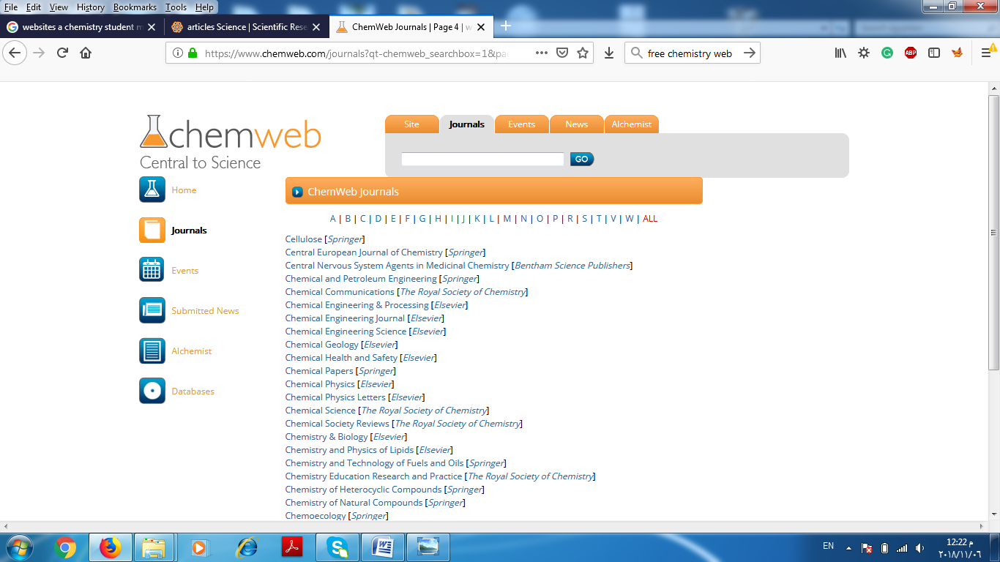 File Edit View History Bookmarks Tools Help
websites a chemistry student m
articles Science | Scientific Rese
ChemWeb Journals | Page 4 | w
https://www.chemweb.com/journals?qt-chemweb_searchbox=1&pa
free chemistry web
ABP
chemweb
Central to Science
Site Journals Events News Alchemist
GO
Home
Journals
Events
Submitted News
Alchemist
Databases
ChemWeb Journals
A | B | C | D | E | F | G | H | I | J | K | L | M | N | O | P | R | S | T | V | W | ALL
Cellulose [Springer]
Central European Journal of Chemistry [Springer]
Central Nervous System Agents in Medicinal Chemistry [Bentham Science Publishers]
Chemical and Petroleum Engineering [Springer]
Chemical Communications [The Royal Society of Chemistry]
Chemical Engineering & Processing [Elsevier]
Chemical Engineering Journal [Elsevier]
Chemical Engineering Science [Elsevier]
Chemical Geology [Elsevier]
Chemical Health and Safety [Elsevier]
Chemical Papers [Springer]
Chemical Physics [Elsevier]
Chemical Physics Letters [Elsevier]
Chemical Science [The Royal Society of Chemistry]
Chemical Society Reviews [The Royal Society of Chemistry]
Chemistry & Biology [Elsevier]
Chemistry and Physics of Lipids [Elsevier]
Chemistry and Technology of Fuels and Oils [Springer]
Chemistry Education Research and Practice [The Royal Society of Chemistry]
Chemistry of Heterocyclic Compounds [Springer]
Chemistry of Natural Compounds [Springer]
Chemoecology [Springer]
EN
12:22 م
٢٠١٨/١١/٠٦